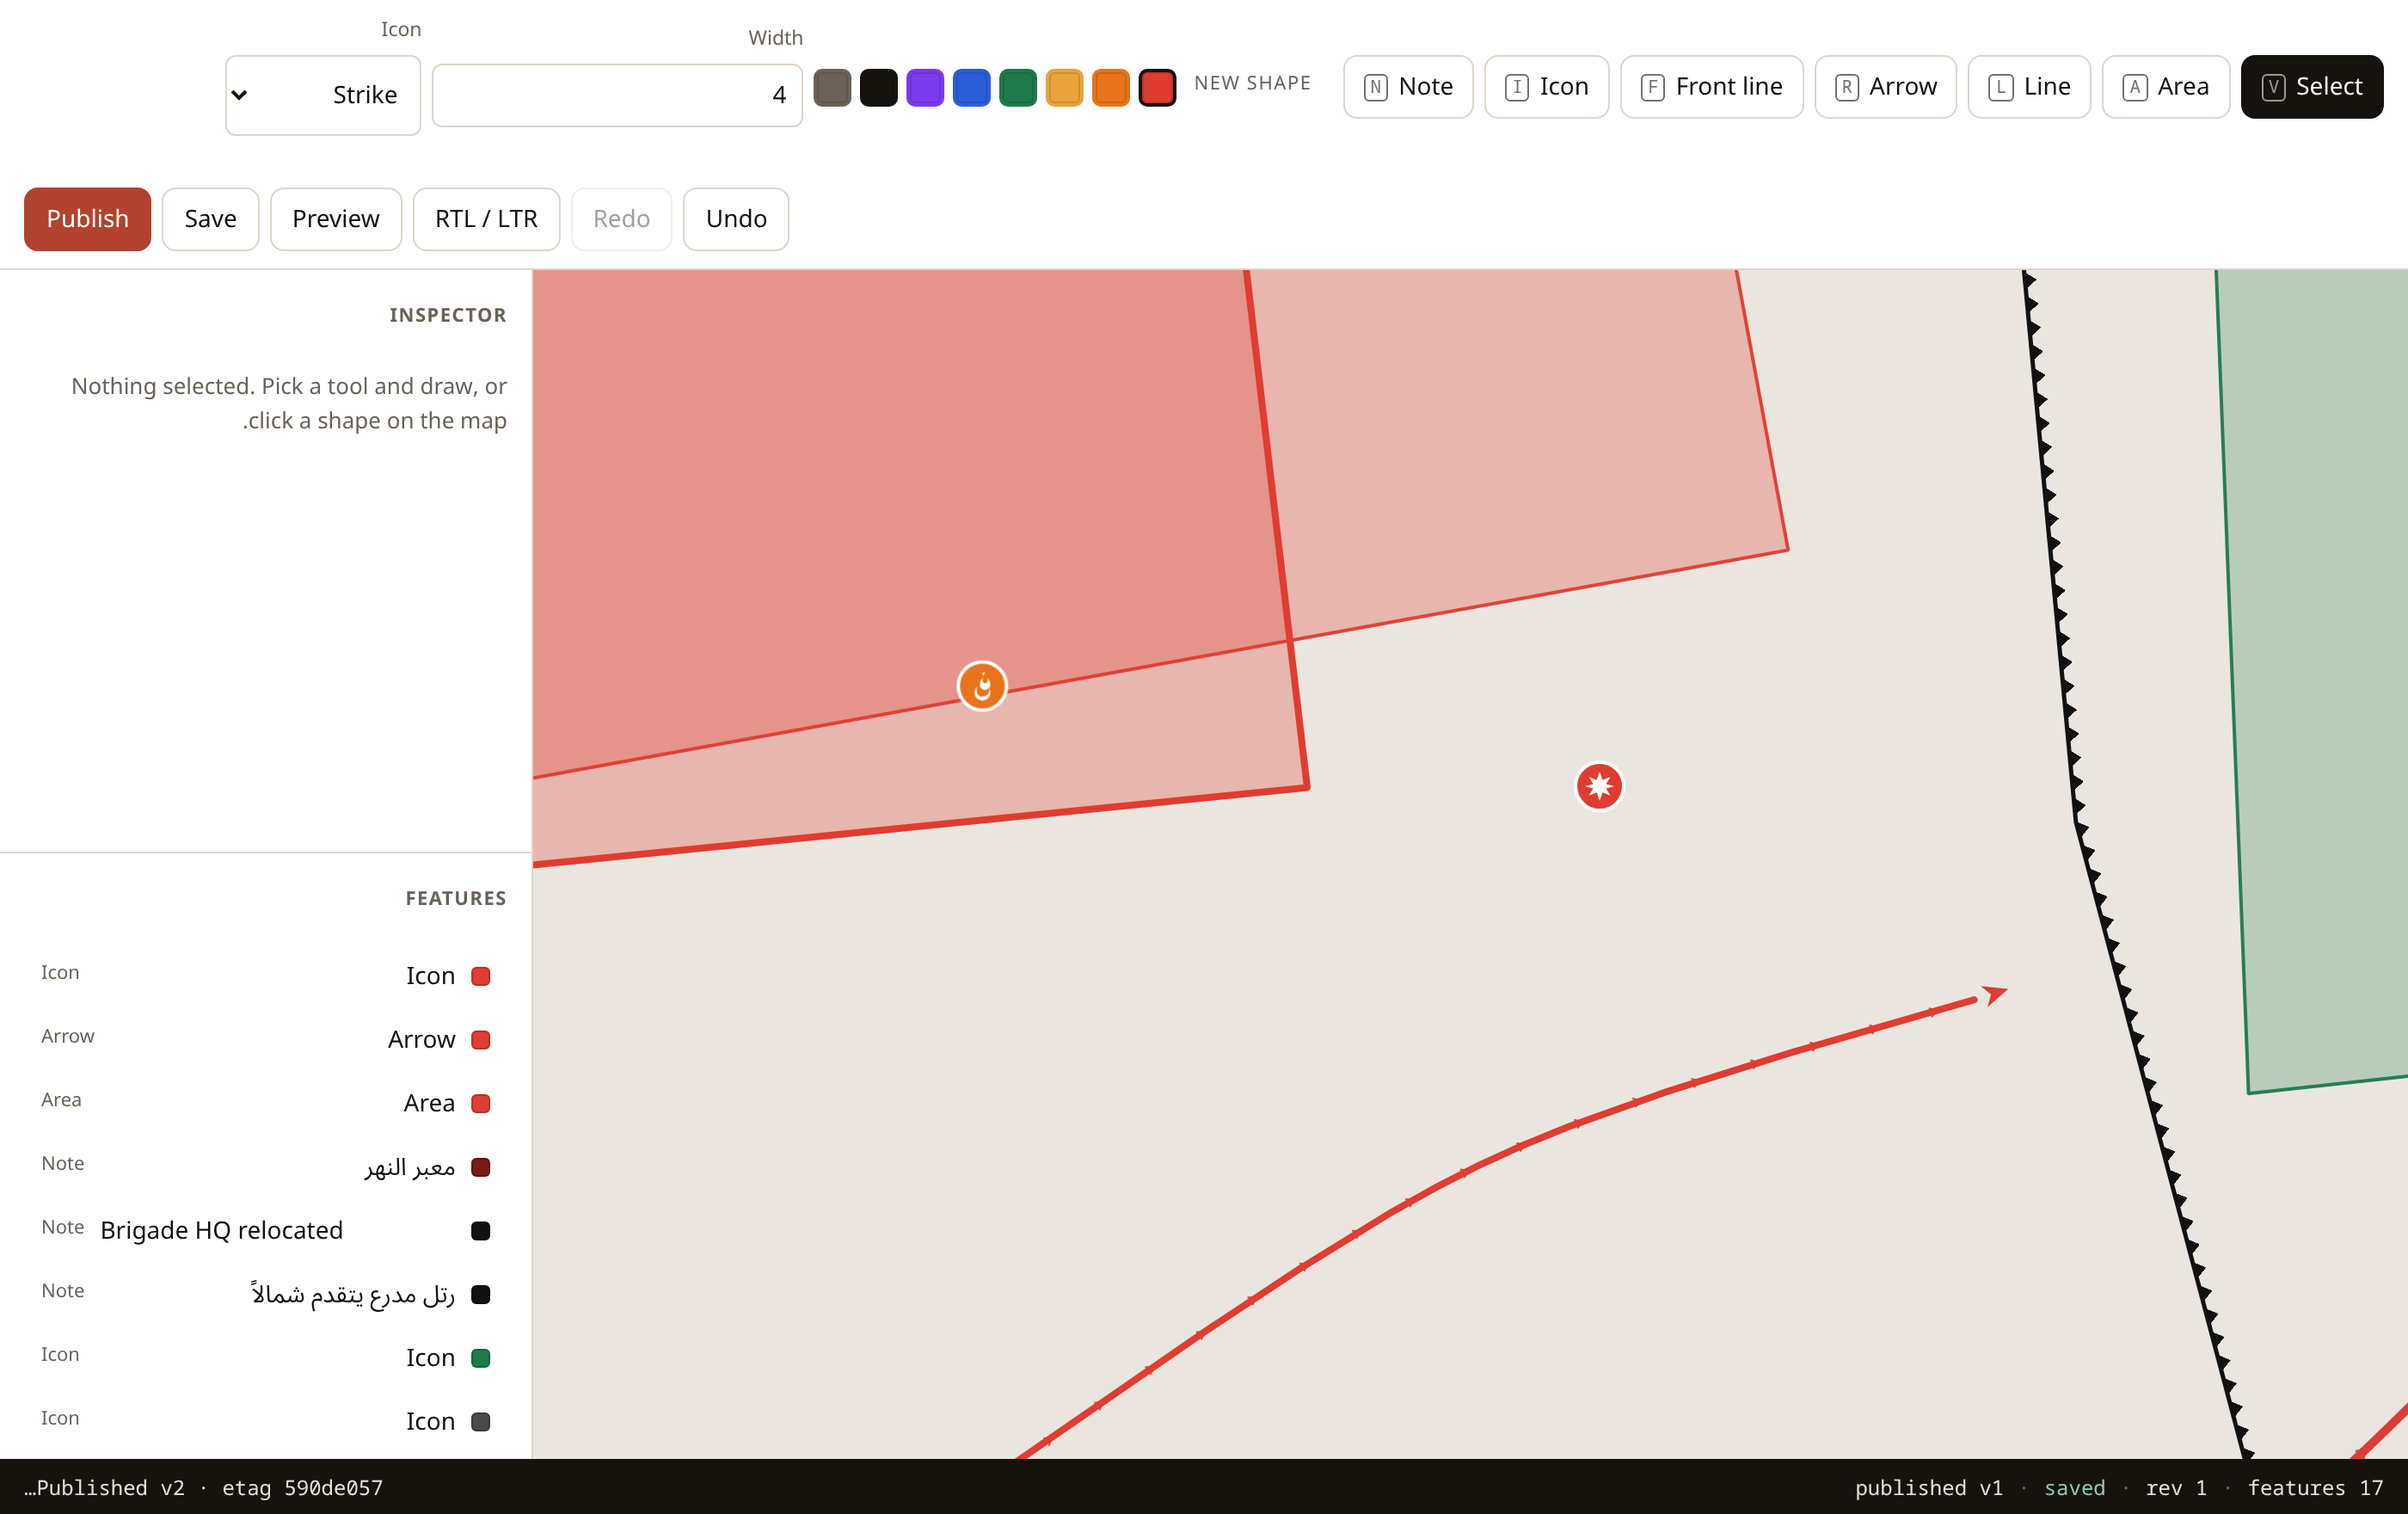 V Select
A Area
L Line
R Arrow
F Front line
I Icon
N Note
NEW SHAPE
Width
4
Icon
Strike
Undo
Redo
RTL / LTR
Preview
Save
Publish
INSPECTOR
Nothing selected. Pick a tool and draw, or
.click a shape on the map
FEATURES
Icon Icon
Arrow Arrow
Area Area
معبر النهر Note
Brigade HQ relocated Note
رتل مدرع يتقدم شمالاً Note
Icon Icon
Icon Icon
published v1 · saved · rev 1 · features 17
…Published v2 · etag 590de057